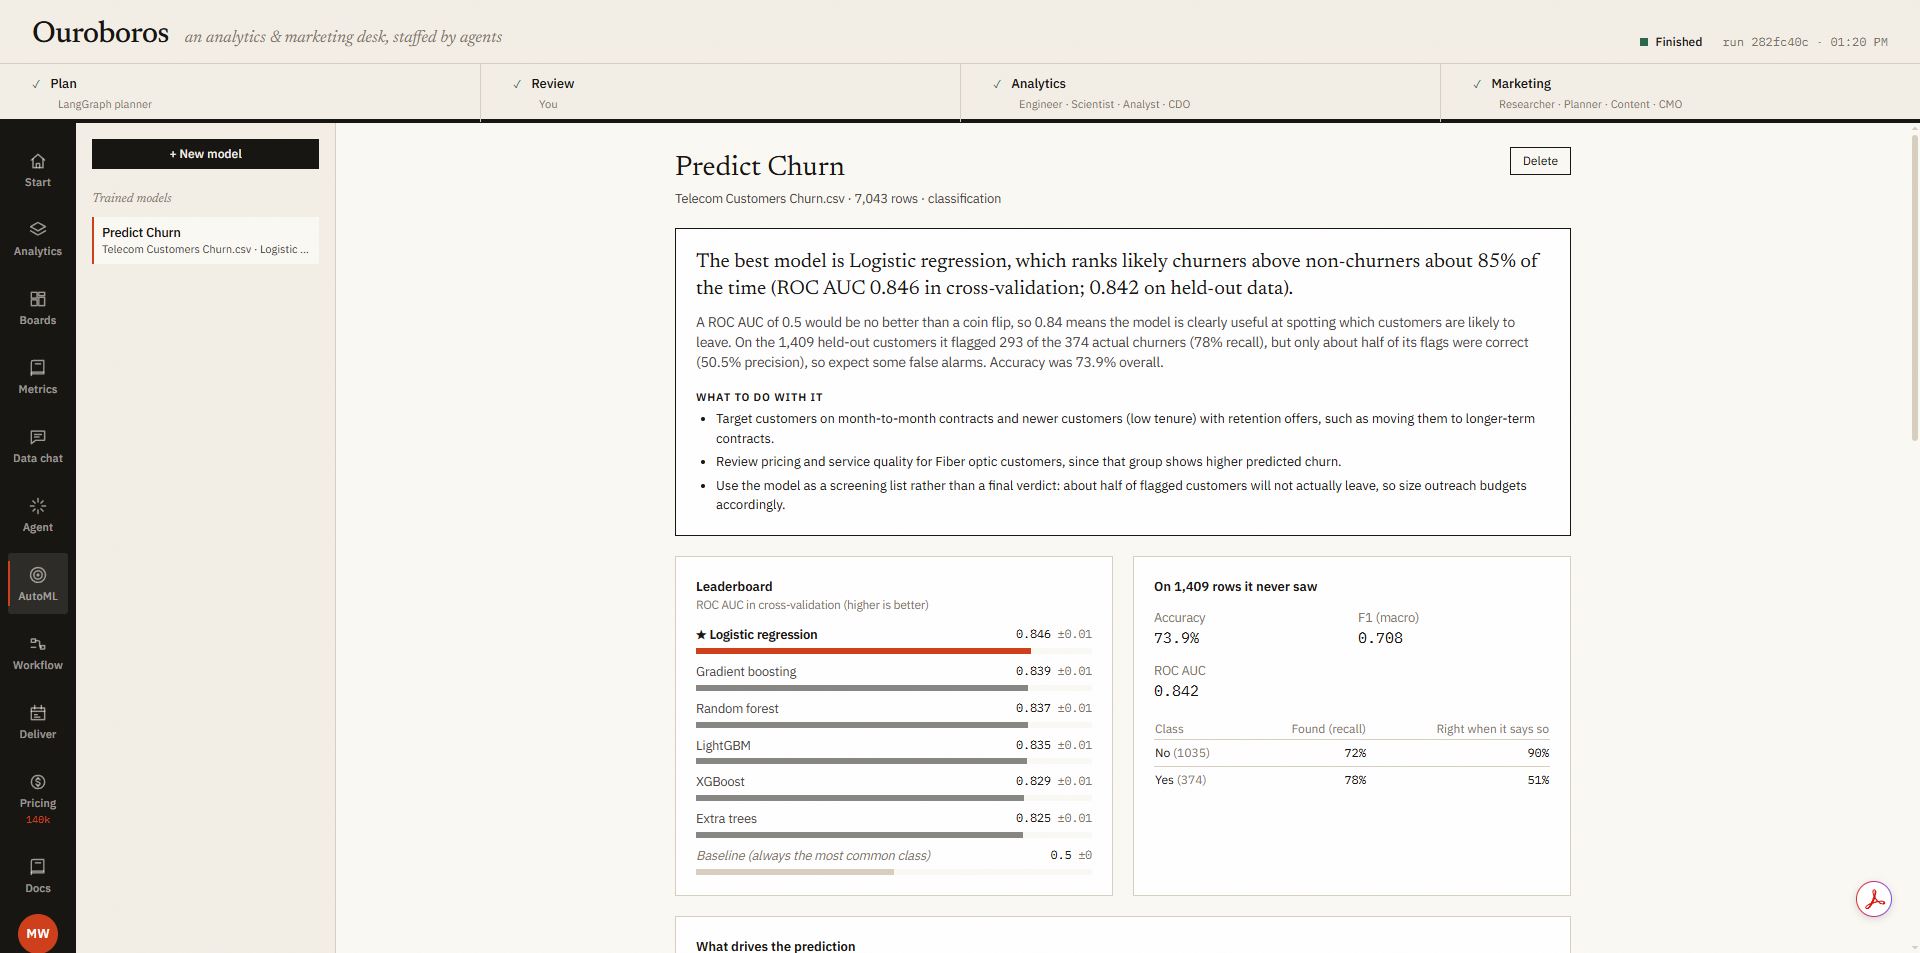 Ouroboros an analytics & marketing desk, staffed by agents
Finished run 282fc40c · 01:20 PM
✓ Plan
LangGraph planner
✓ Review
You
✓ Analytics
Engineer · Scientist · Analyst · CDO
✓ Marketing
Researcher · Planner · Content · CMO
Start
Analytics
Boards
Metrics
Data chat
Agent
AutoML
Workflow
Deliver
Pricing
140k
Docs
MW
+ New model
Trained models
Predict Churn
Telecom Customers Churn.csv · Logistic ...
Predict Churn
Delete
Telecom Customers Churn.csv · 7,043 rows · classification
The best model is Logistic regression, which ranks likely churners above non-churners about 85% of
the time (ROC AUC 0.846 in cross-validation; 0.842 on held-out data).
A ROC AUC of 0.5 would be no better than a coin flip, so 0.84 means the model is clearly useful at spotting which customers are likely to
leave. On the 1,409 held-out customers it flagged 293 of the 374 actual churners (78% recall), but only about half of its flags were correct
(50.5% precision), so expect some false alarms. Accuracy was 73.9% overall.
WHAT TO DO WITH IT
• Target customers on month-to-month contracts and newer customers (low tenure) with retention offers, such as moving them to longer-term
contracts.
• Review pricing and service quality for Fiber optic customers, since that group shows higher predicted churn.
• Use the model as a screening list rather than a final verdict: about half of flagged customers will not actually leave, so size outreach budgets
accordingly.
Leaderboard
ROC AUC in cross-validation (higher is better)
★ Logistic regression 0.846 ±0.01
Gradient boosting 0.839 ±0.01
Random forest 0.837 ±0.01
LightGBM 0.835 ±0.01
XGBoost 0.829 ±0.01
Extra trees 0.825 ±0.01
Baseline (always the most common class) 0.5 ±0
On 1,409 rows it never saw
Accuracy F1 (macro)
73.9% 0.708
ROC AUC
0.842
Class Found (recall) Right when it says so
No (1035) 72% 90%
Yes (374) 78% 51%
What drives the prediction